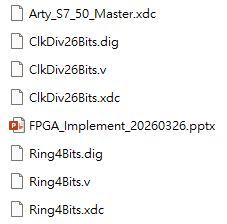 Arty_S7_50_Master.xdc
ClkDiv26Bits.dig
ClkDiv26Bits.v
ClkDiv26Bits.xdc
FPGA_Implement_20260326.pptx
Ring4Bits.dig
Ring4Bits.v
Ring4Bits.xdc